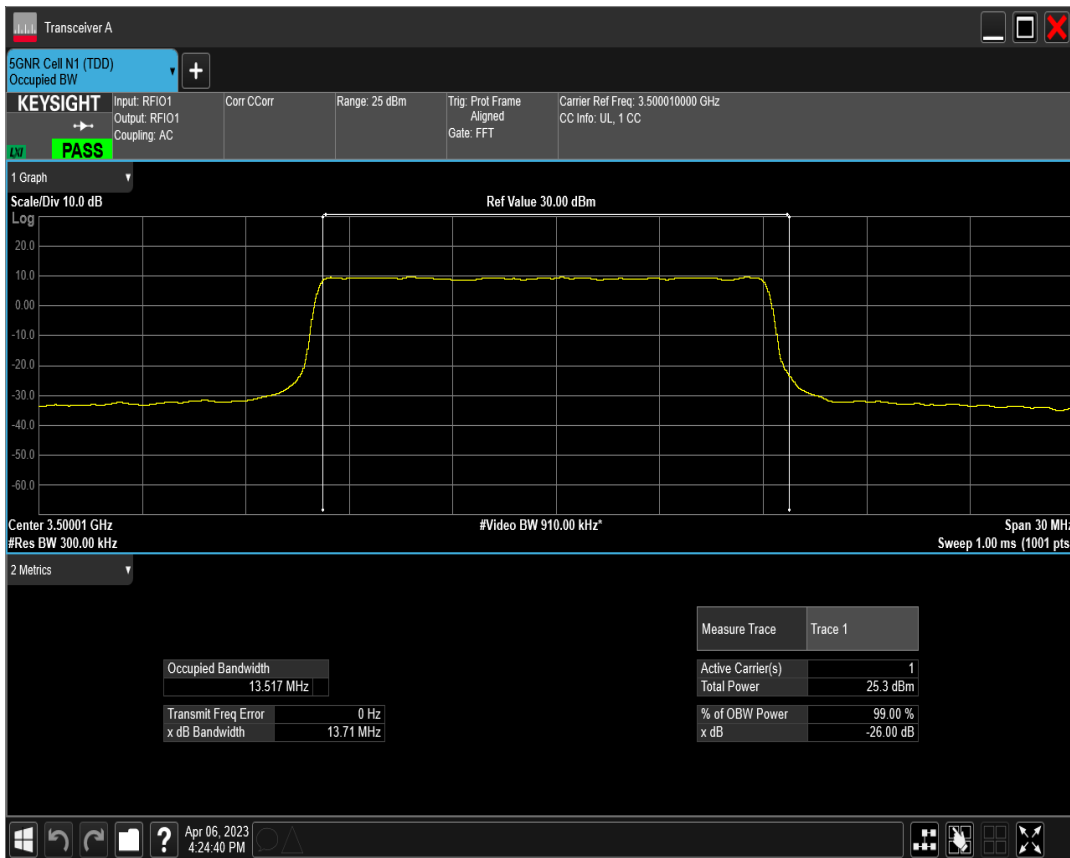 Transceiver A
5GNR Cell N1 (TDD)
Occupied BW
+
KEYSIGHT
LXI
PASS
Input: RFIO1
Output: RFIO1
Coupling: AC
Corr CCorr
Range: 25 dBm
Trig: Prot Frame
Aligned
Gate: FFT
Carrier Ref Freq: 3.500010000 GHz
CC Info: UL, 1 CC
1 Graph
Scale/Div 10.0 dB
Ref Value 30.00 dBm
Log
20.0
10.0
0.00
-10.0
-20.0
-30.0
-40.0
-50.0
-60.0
Center 3.50001 GHz
#Video BW 910.00 kHz*
Span 30 MHz
#Res BW 300.00 kHz
Sweep 1.00 ms (1001 pts
2 Metrics
Measure Trace Trace 1
Occupied Bandwidth
13.517 MHz
Active Carrier(s) 1
Total Power 25.3 dBm
Transmit Freq Error 0 Hz
x dB Bandwidth 13.71 MHz
% of OBW Power 99.00 %
x dB -26.00 dB
?
Apr 06, 2023
4:24:40 PM